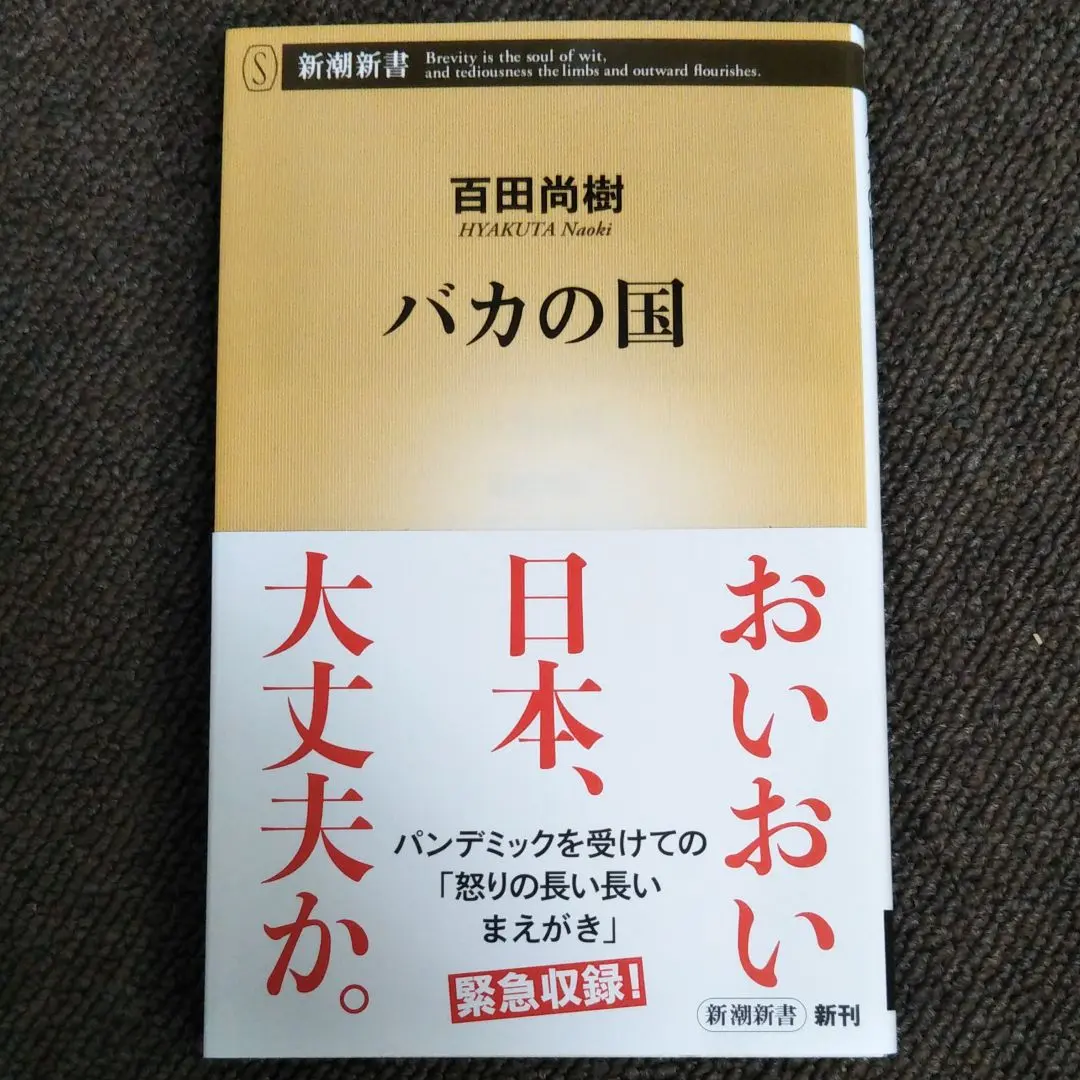 S
新潮新書
Brevity is the soul of wit,
and tediousness the limbs and outward flourishes.
百田尚樹
HYAKUTA Naoki
バカの国
おいおい
日本、
大丈夫か。
パンデミックを受けての
「怒りの長い長い
まえがき」
緊急収録!
新潮新書 新刊